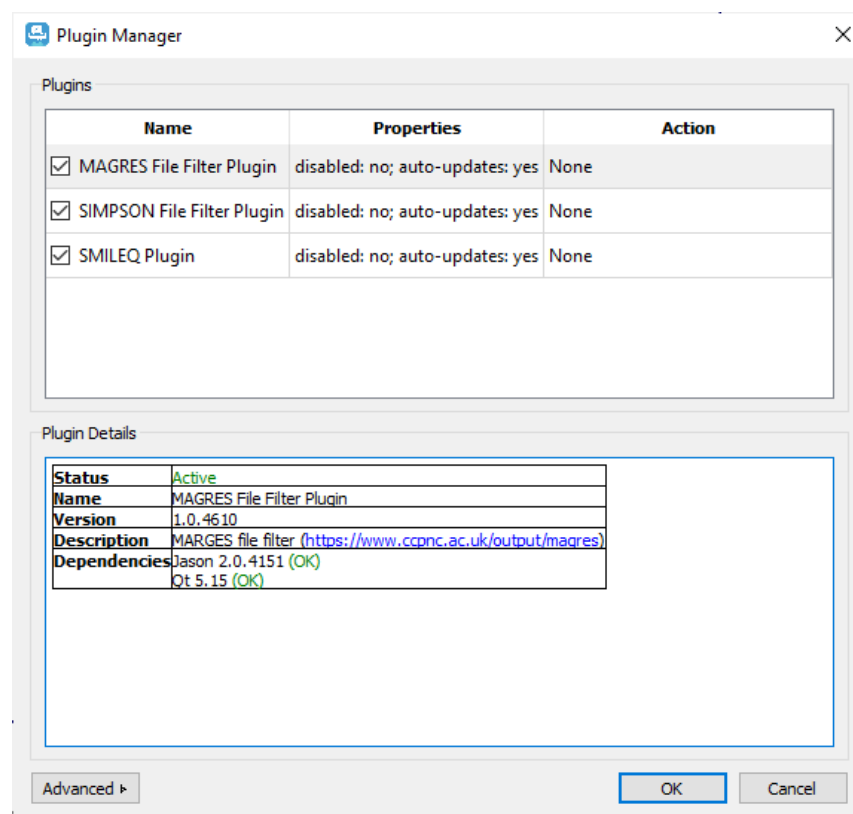 Plugin Manager
Plugins
Name Properties Action
MAGRES File Filter Plugin disabled: no; auto-updates: yes None
SIMPSON File Filter Plugin disabled: no; auto-updates: yes None
SMILEQ Plugin disabled: no; auto-updates: yes None
Plugin Details
Status Active
Name MAGRES File Filter Plugin
Version 1.0.4610
Description MARGES file filter (https://www.ccpnc.ac.uk/output/magres)
Dependencies Jason 2.0.4151 (OK)
Qt 5.15 (OK)
Advanced OK Cancel